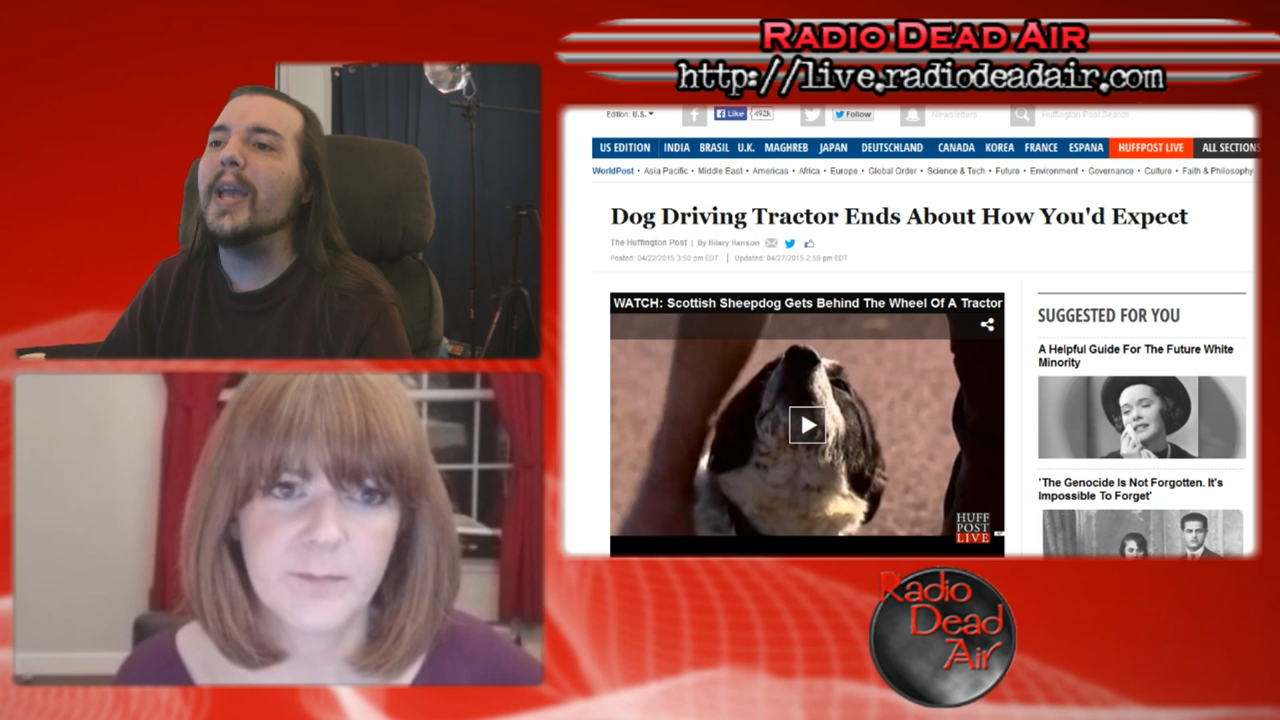 RADIO DEAD AIR
http://live.radiodeadair.com
Edition: U.S.
f Like 492k
Follow
Newsletters
Huffington Post Search
US EDITION INDIA BRASIL U.K. MAGHREB JAPAN DEUTSCHLAND CANADA KOREA FRANCE ESPANA HUFFPOST LIVE ALL SECTIONS
WorldPost • Asia Pacific • Middle East • Americas • Africa • Europe • Global Order • Science & Tech • Future • Environment • Governance • Culture • Faith & Philosophy
Dog Driving Tractor Ends About How You'd Expect
The Huffington Post | By Hilary Hanson
Posted: 04/22/2015 3:50 pm EDT | Updated: 04/27/2015 2:59 pm EDT
WATCH: Scottish Sheepdog Gets Behind The Wheel Of A Tractor
HUFF
POST
LIVE
SUGGESTED FOR YOU
A Helpful Guide For The Future White
Minority
'The Genocide Is Not Forgotten. It's
Impossible To Forget'
Radio
Dead
Air